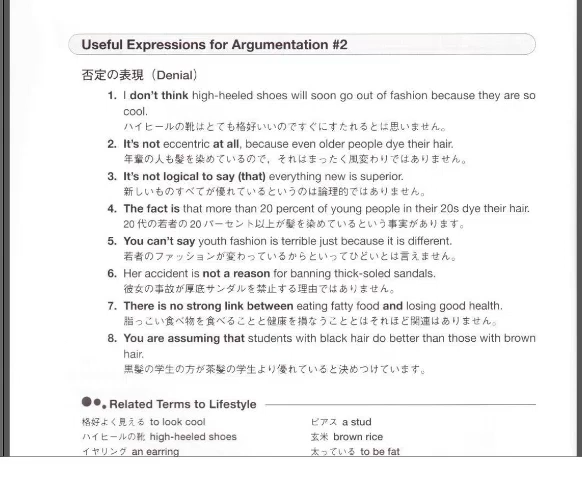 Useful Expressions for Argumentation #2
否定の表現（Denial）
1. I don't think high-heeled shoes will soon go out of fashion because they are so
cool.
ハイヒールの靴はとても格好いいのですぐにすたれるとは思いません。
2. It's not eccentric at all, because even older people dye their hair.
年輩の人も髪を染めているので、それはまったく風変わりではありません。
3. It's not logical to say (that) everything new is superior.
新しいものすべてが優れているというのは論理的ではありません。
4. The fact is that more than 20 percent of young people in their 20s dye their hair.
20代の若者の20パーセント以上が髪を染めているという事実があります。
5. You can't say youth fashion is terrible just because it is different.
若者のファッションが変わっているからといってひどいとは言えません。
6. Her accident is not a reason for banning thick-soled sandals.
彼女の事故が厚底サンダルを禁止する理由ではありません。
7. There is no strong link between eating fatty food and losing good health.
脂っこい食べ物を食べることと健康を損なうこととはそれほど関連はありません。
8. You are assuming that students with black hair do better than those with brown
hair.
黒髪の学生の方が茶髪の学生より優れていると決めつけています。
Related Terms to Lifestyle
格好よく見える to look cool
ハイヒールの靴 high-heeled shoes
イヤリング an earring
ピアス a stud
玄米 brown rice
太っている to be fat